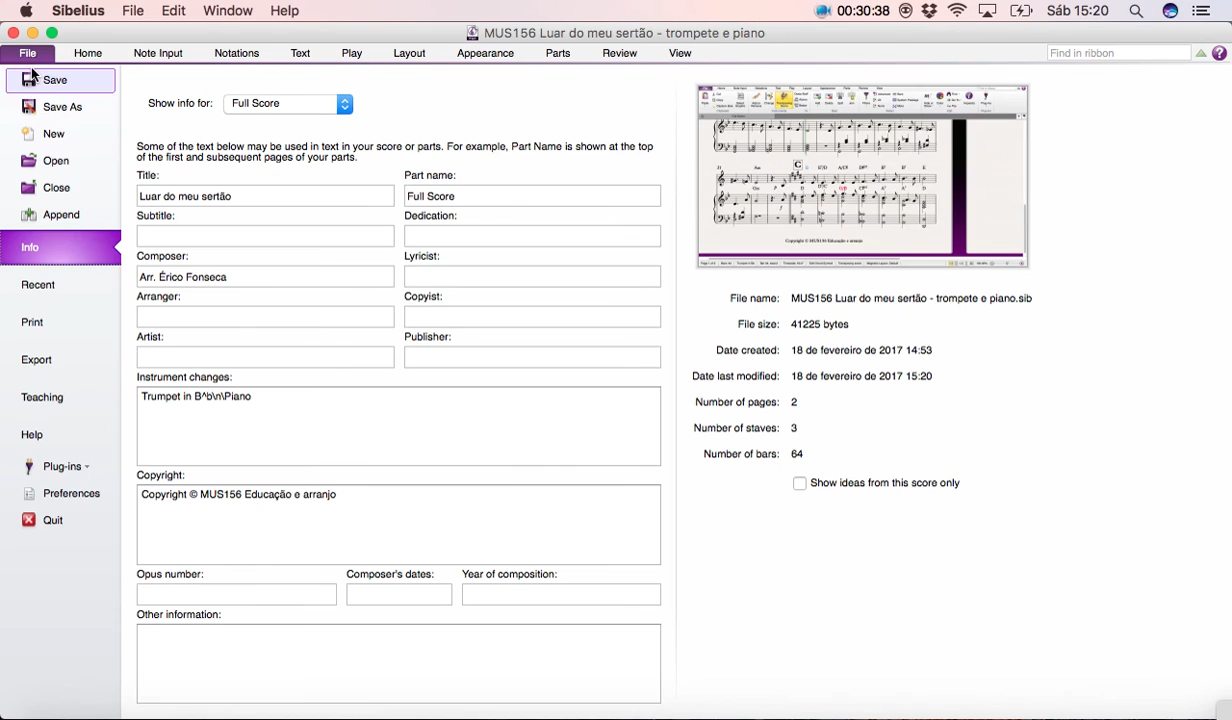 Sibelius File Edit Window Help 00:30:38 Sáb 15:20
MUS156 Luar do meu sertão - trompete e piano
File Home Note Input Notations Text Play Layout Appearance Parts Review View Find in ribbon
Save
Save As
New
Open
Close
Append
Info
Recent
Print
Export
Teaching
Help
Plug-ins
Preferences
Quit
Show info for: Full Score
Some of the text below may be used in text in your score or parts. For example, Part Name is shown at the top
of the first and subsequent pages of your parts.
Title: Part name:
Luar do meu sertão Full Score
Subtitle: Dedication:
Composer: Lyricist:
Arr. Érico Fonseca
Arranger: Copyist:
Artist: Publisher:
Instrument changes:
Trumpet in B^b\n\Piano
Copyright:
Copyright © MUS156 Educação e arranjo
Opus number: Composer's dates: Year of composition:
Other information:
C
Copyright © MUS156 Educação e arranjo
File name: MUS156 Luar do meu sertão - trompete e piano.sib
File size: 41225 bytes
Date created: 18 de fevereiro de 2017 14:53
Date last modified: 18 de fevereiro de 2017 15:20
Number of pages: 2
Number of staves: 3
Number of bars: 64
Show ideas from this score only